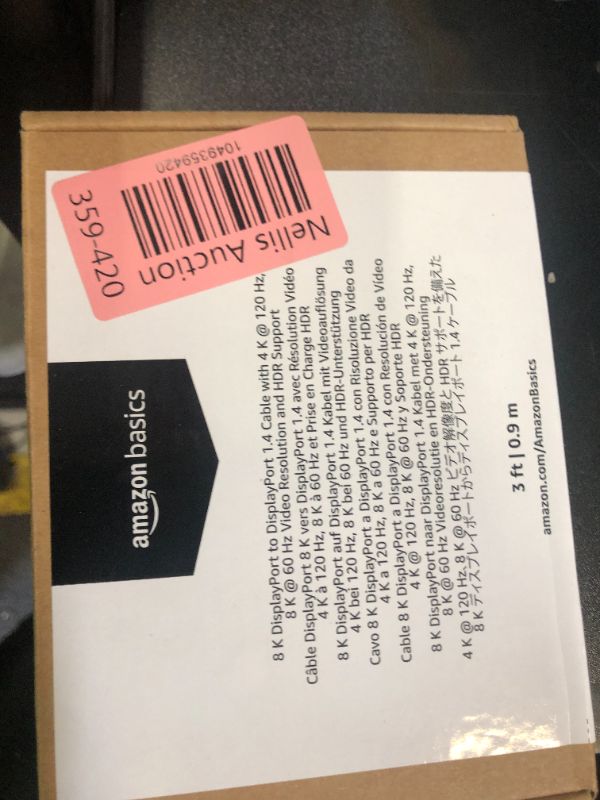 amazon basics
8 K DisplayPort to DisplayPort 1.4 Cable with 4 K @ 120 Hz,
8 K @ 60 Hz Video Resolution and HDR Support
Câble DisplayPort 8 K vers DisplayPort 1.4 avec Résolution Vidéo
4 K à 120 Hz, 8 K à 60 Hz et Prise en Charge HDR
8 K DisplayPort auf DisplayPort 1.4 Kabel mit Videoauflösung
4 K bei 120 Hz, 8 K bei 60 Hz und HDR-Unterstützung
Cavo 8 K DisplayPort a DisplayPort 1.4 con Risoluzione Video da
4 K a 120 Hz, 8 K a 60 Hz e Supporto per HDR
Cable 8 K DisplayPort a DisplayPort 1.4 con Resolución de Vídeo
4 K @ 120 Hz, 8 K @ 60 Hz y Soporte HDR
8 K DisplayPort naar DisplayPort 1.4 Kabel met 4 K @ 120 Hz,
8 K @ 60 Hz Videoresolutie en HDR-Ondersteuning
4 K @ 120 Hz, 8 K @ 60 Hz ビデオ解像度と HDR サポートを備えた
8 K ディスプレイポートからディスプレイポート 1.4 ケーブル
3 ft | 0.9 m
amazon.com/AmazonBasics
Nellis Auction
1049359420
359-420